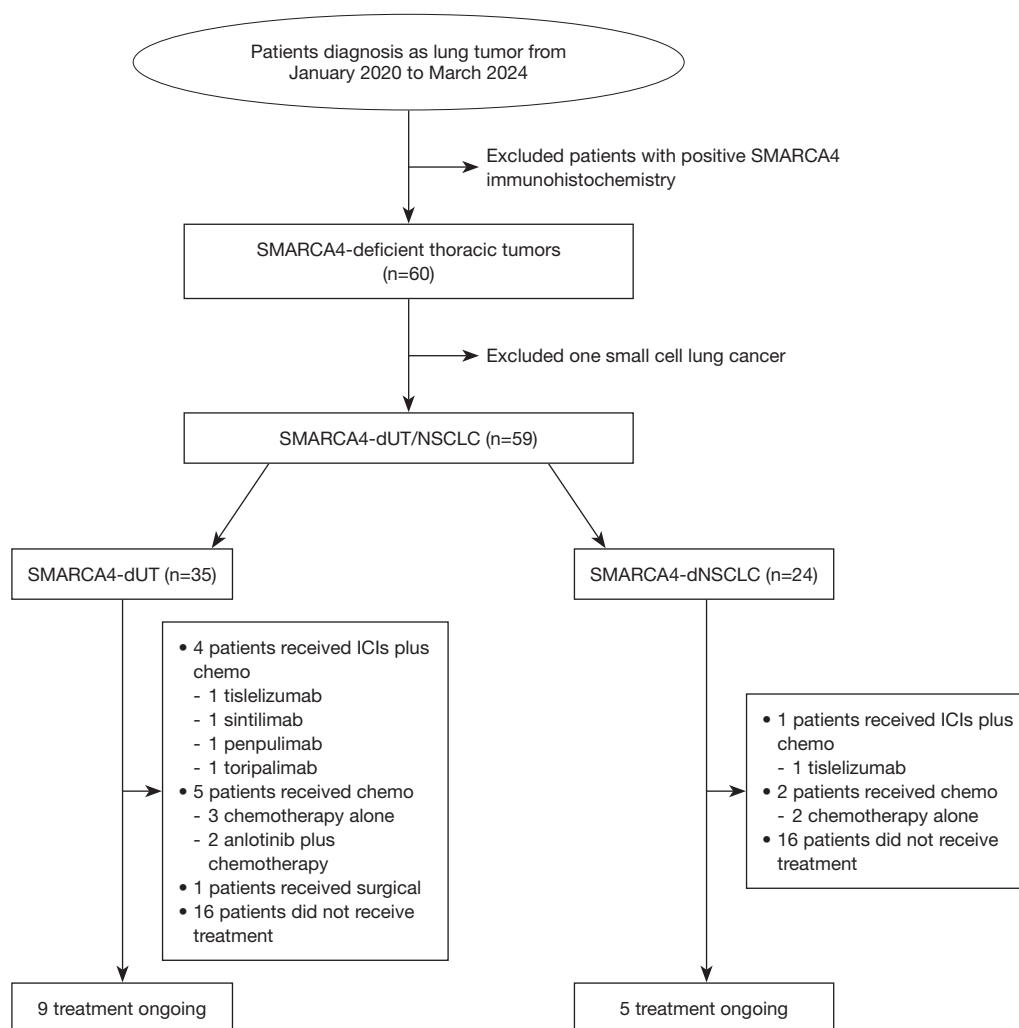 Patients diagnosis as lung tumor from
January 2020 to March 2024
Excluded patients with positive SMARCA4
immunohistochemistry
SMARCA4-deficient thoracic tumors
(n=60)
Excluded one small cell lung cancer
SMARCA4-dUT/NSCLC (n=59)
SMARCA4-dUT (n=35)
SMARCA4-dNSCLC (n=24)
• 4 patients received ICIs plus
chemo
- 1 tislelizumab
- 1 sintilimab
- 1 penpulimab
- 1 toripalimab
• 5 patients received chemo
- 3 chemotherapy alone
- 2 anlotinib plus
chemotherapy
• 1 patients received surgical
• 16 patients did not receive
treatment
• 1 patients received ICIs plus
chemo
- 1 tislelizumab
• 2 patients received chemo
- 2 chemotherapy alone
• 16 patients did not receive
treatment
9 treatment ongoing
5 treatment ongoing